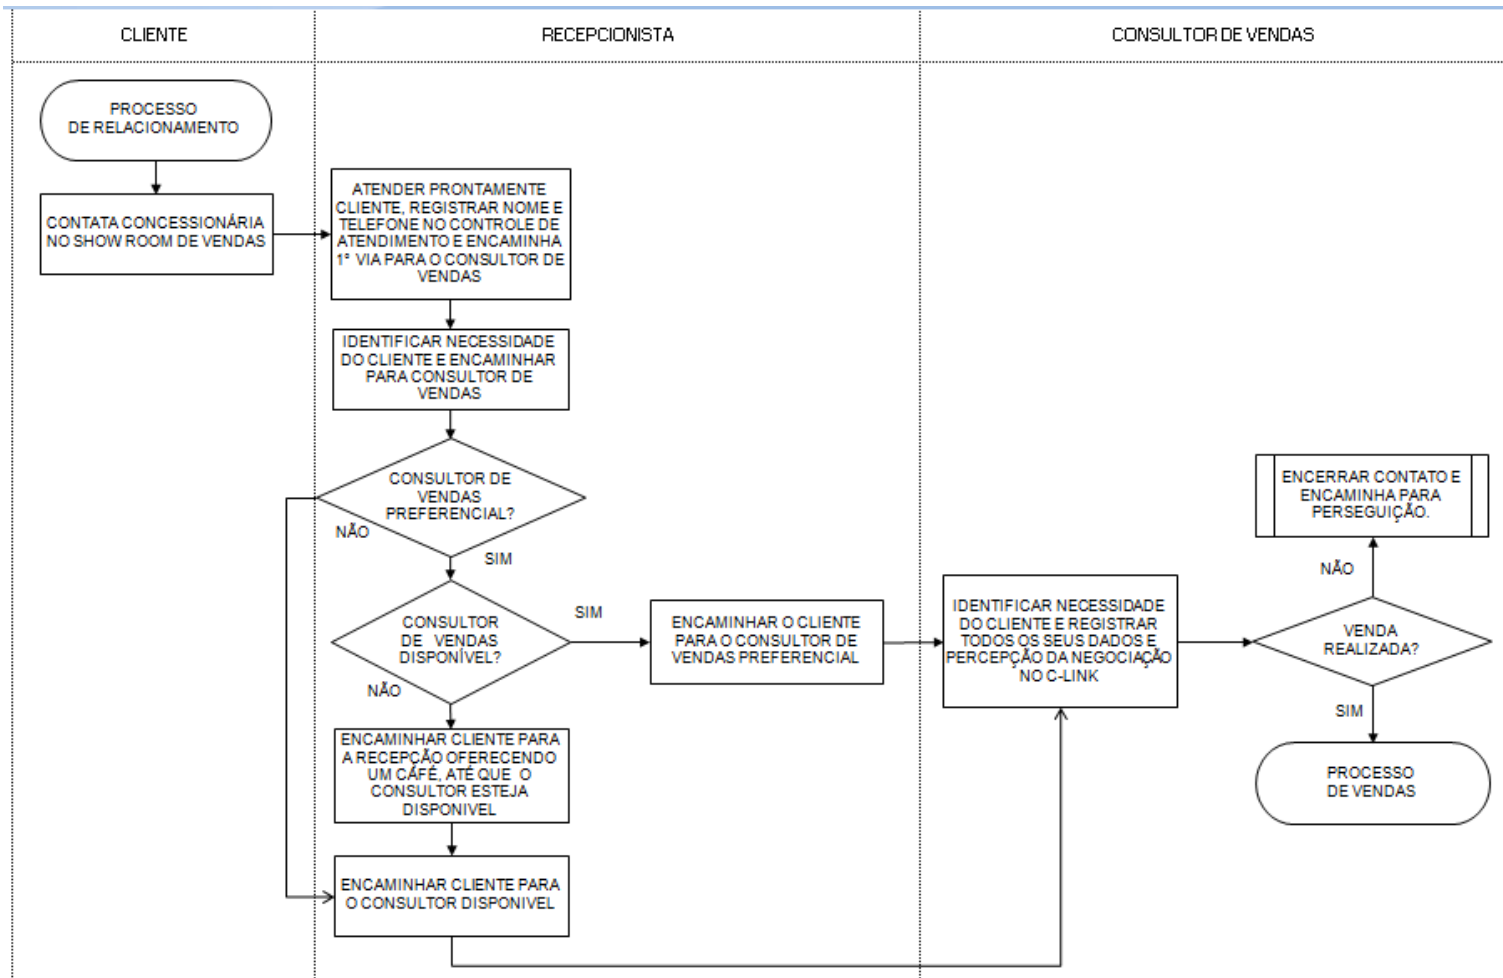 CLIENTE
RECEPCIONISTA
CONSULTOR DE VENDAS
PROCESSO
DE RELACIONAMENTO
CONTATA CONCESSIONÁRIA
NO SHOW ROOM DE VENDAS
ATENDER PRONTAMENTE
CLIENTE, REGISTRAR NOME E
TELEFONE NO CONTROLE DE
ATENDIMENTO E ENCAMINHA
1° VIA PARA O CONSULTOR DE
VENDAS
IDENTIFICAR NECESSIDADE
DO CLIENTE E ENCAMINHAR
PARA CONSULTOR DE
VENDAS
CONSULTOR DE
VENDAS
PREFERENCIAL?
NÃO
SIM
CONSULTOR
DE VENDAS
DISPONÍVEL?
SIM
NÃO
ENCAMINHAR O CLIENTE
PARA O CONSULTOR DE
VENDAS PREFERENCIAL
ENCAMINHAR CLIENTE PARA
A RECEPÇÃO OFERECENDO
UM CAFÉ, ATÉ QUE O
CONSULTOR ESTEJA
DISPONIVEL
ENCAMINHAR CLIENTE PARA
O CONSULTOR DISPONIVEL
IDENTIFICAR NECESSIDADE
DO CLIENTE E REGISTRAR
TODOS OS SEUS DADOS E
PERCEPÇÃO DA NEGOCIAÇÃO
NO C-LINK
ENCERRAR CONTATO E
ENCAMINHA PARA
PERSEGUIÇÃO.
NÃO
VENDA
REALIZADA?
SIM
PROCESSO
DE VENDAS